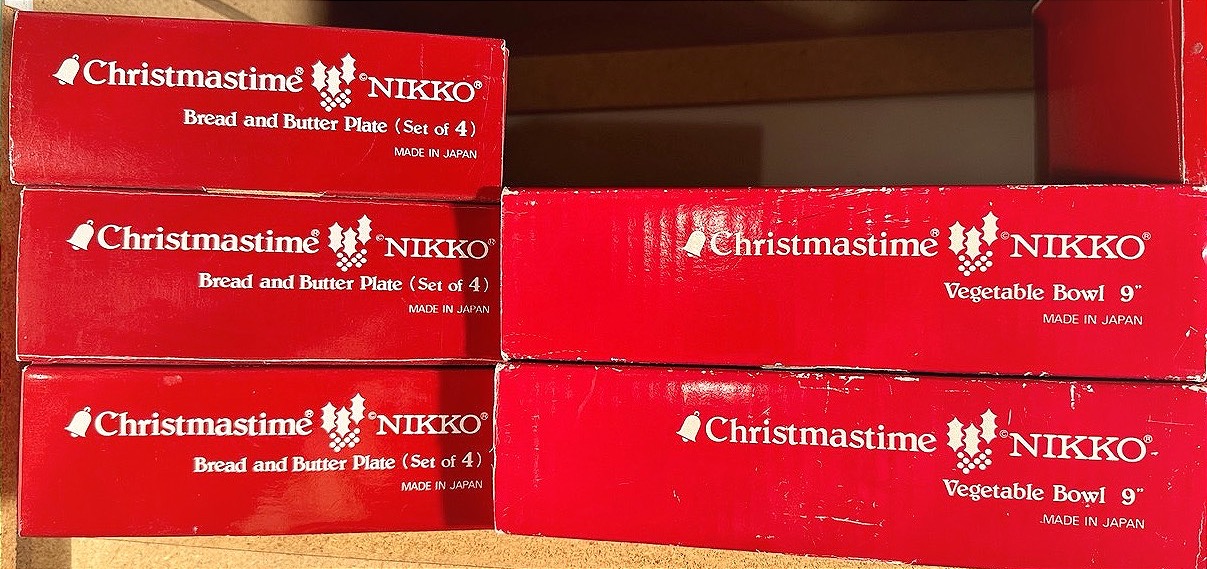 Christmastime® ©NIKKO®
Bread and Butter Plate (Set of 4)
MADE IN JAPAN
Christmastime® ©NIKKO®
Bread and Butter Plate (Set of 4)
MADE IN JAPAN
Christmastime® ©NIKKO®
Bread and Butter Plate (Set of 4)
MADE IN JAPAN
Christmastime® ©NIKKO®
Vegetable Bowl 9"
MADE IN JAPAN
Christmastime ©NIKKO®
Vegetable Bowl 9"
MADE IN JAPAN